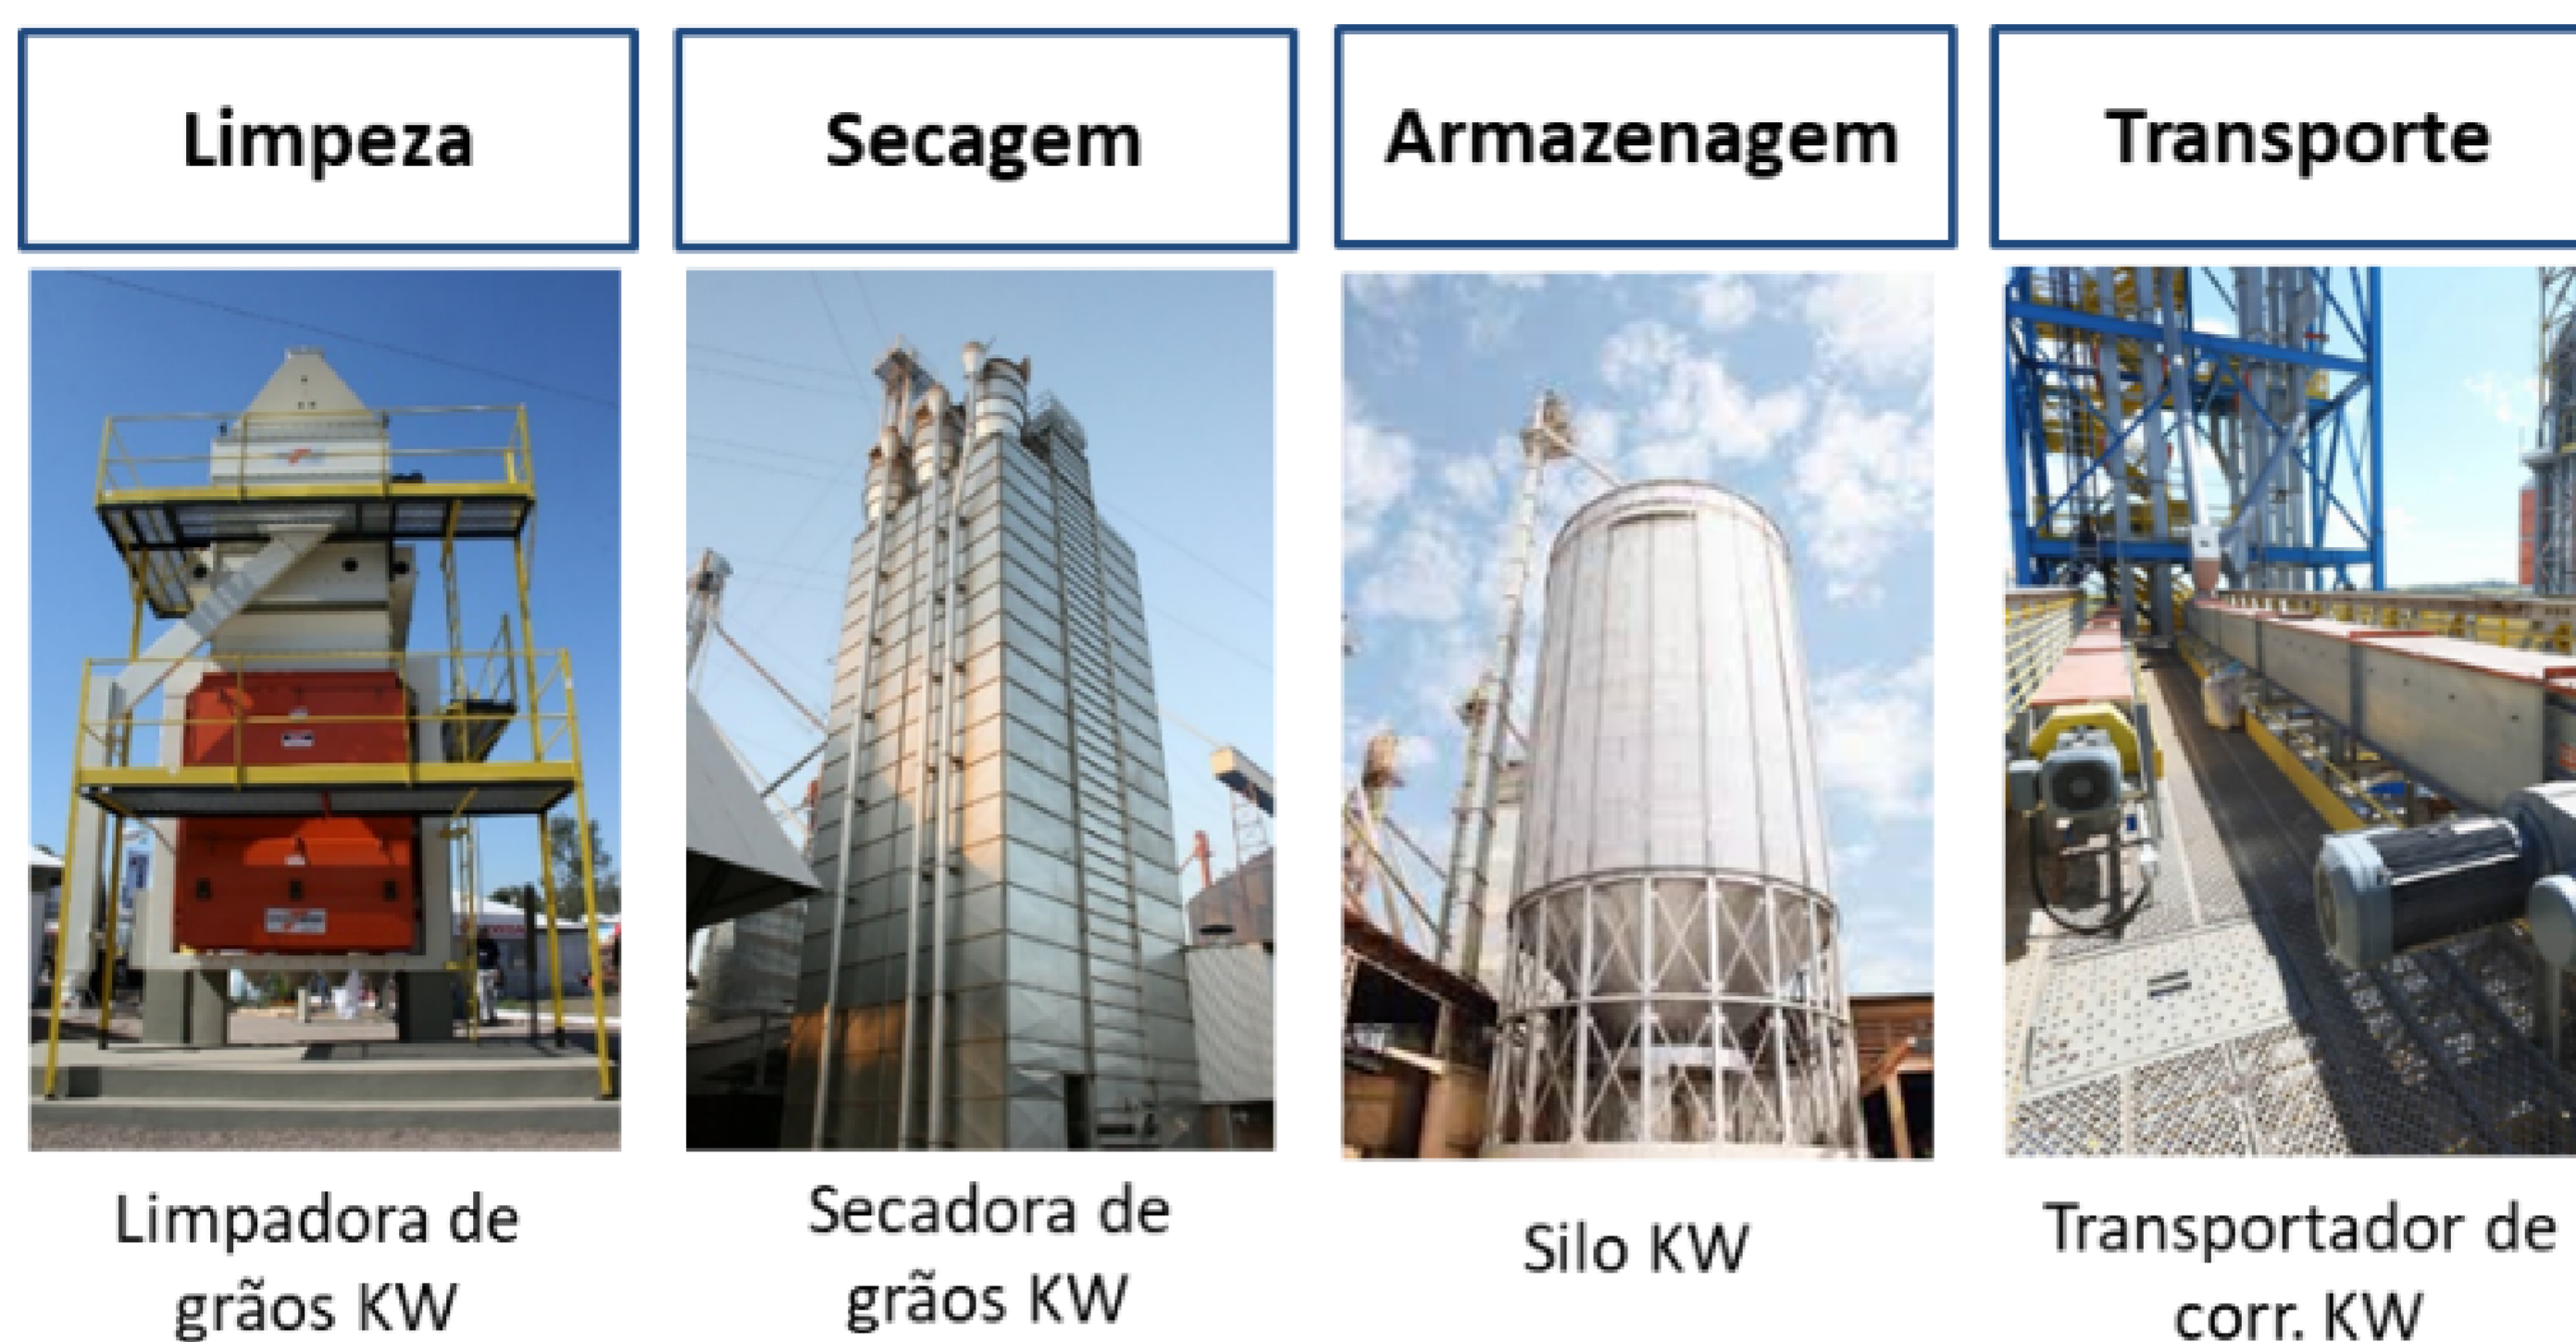 Limpeza
Secagem
Armazenagem
Transporte
Limpadora de
grãos KW
Secadora de
grãos KW
Silo KW
Transportador de
corr. KW